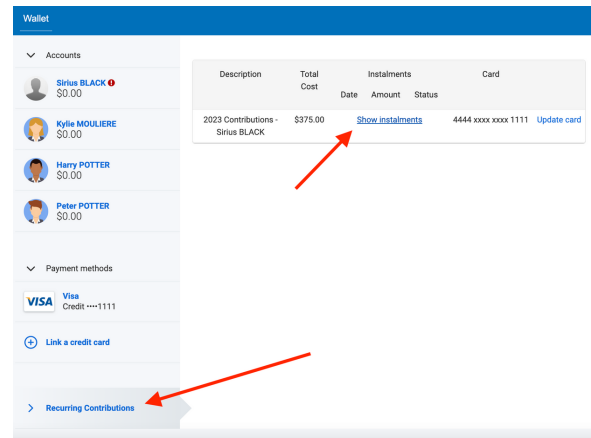 Wallet
Accounts
Sirius BLACK
$0.00
Kylie MOULIERE
$0.00
Harry POTTER
$0.00
Peter POTTER
$0.00
Payment methods
VISA
Visa
Credit ····1111
Link a credit card
Recurring Contributions
Description Total Cost Instalments Card
Date Amount Status
2023 Contributions - $375.00 Show instalments 4444 xxxx xxxx 1111 Update card
Sirius BLACK